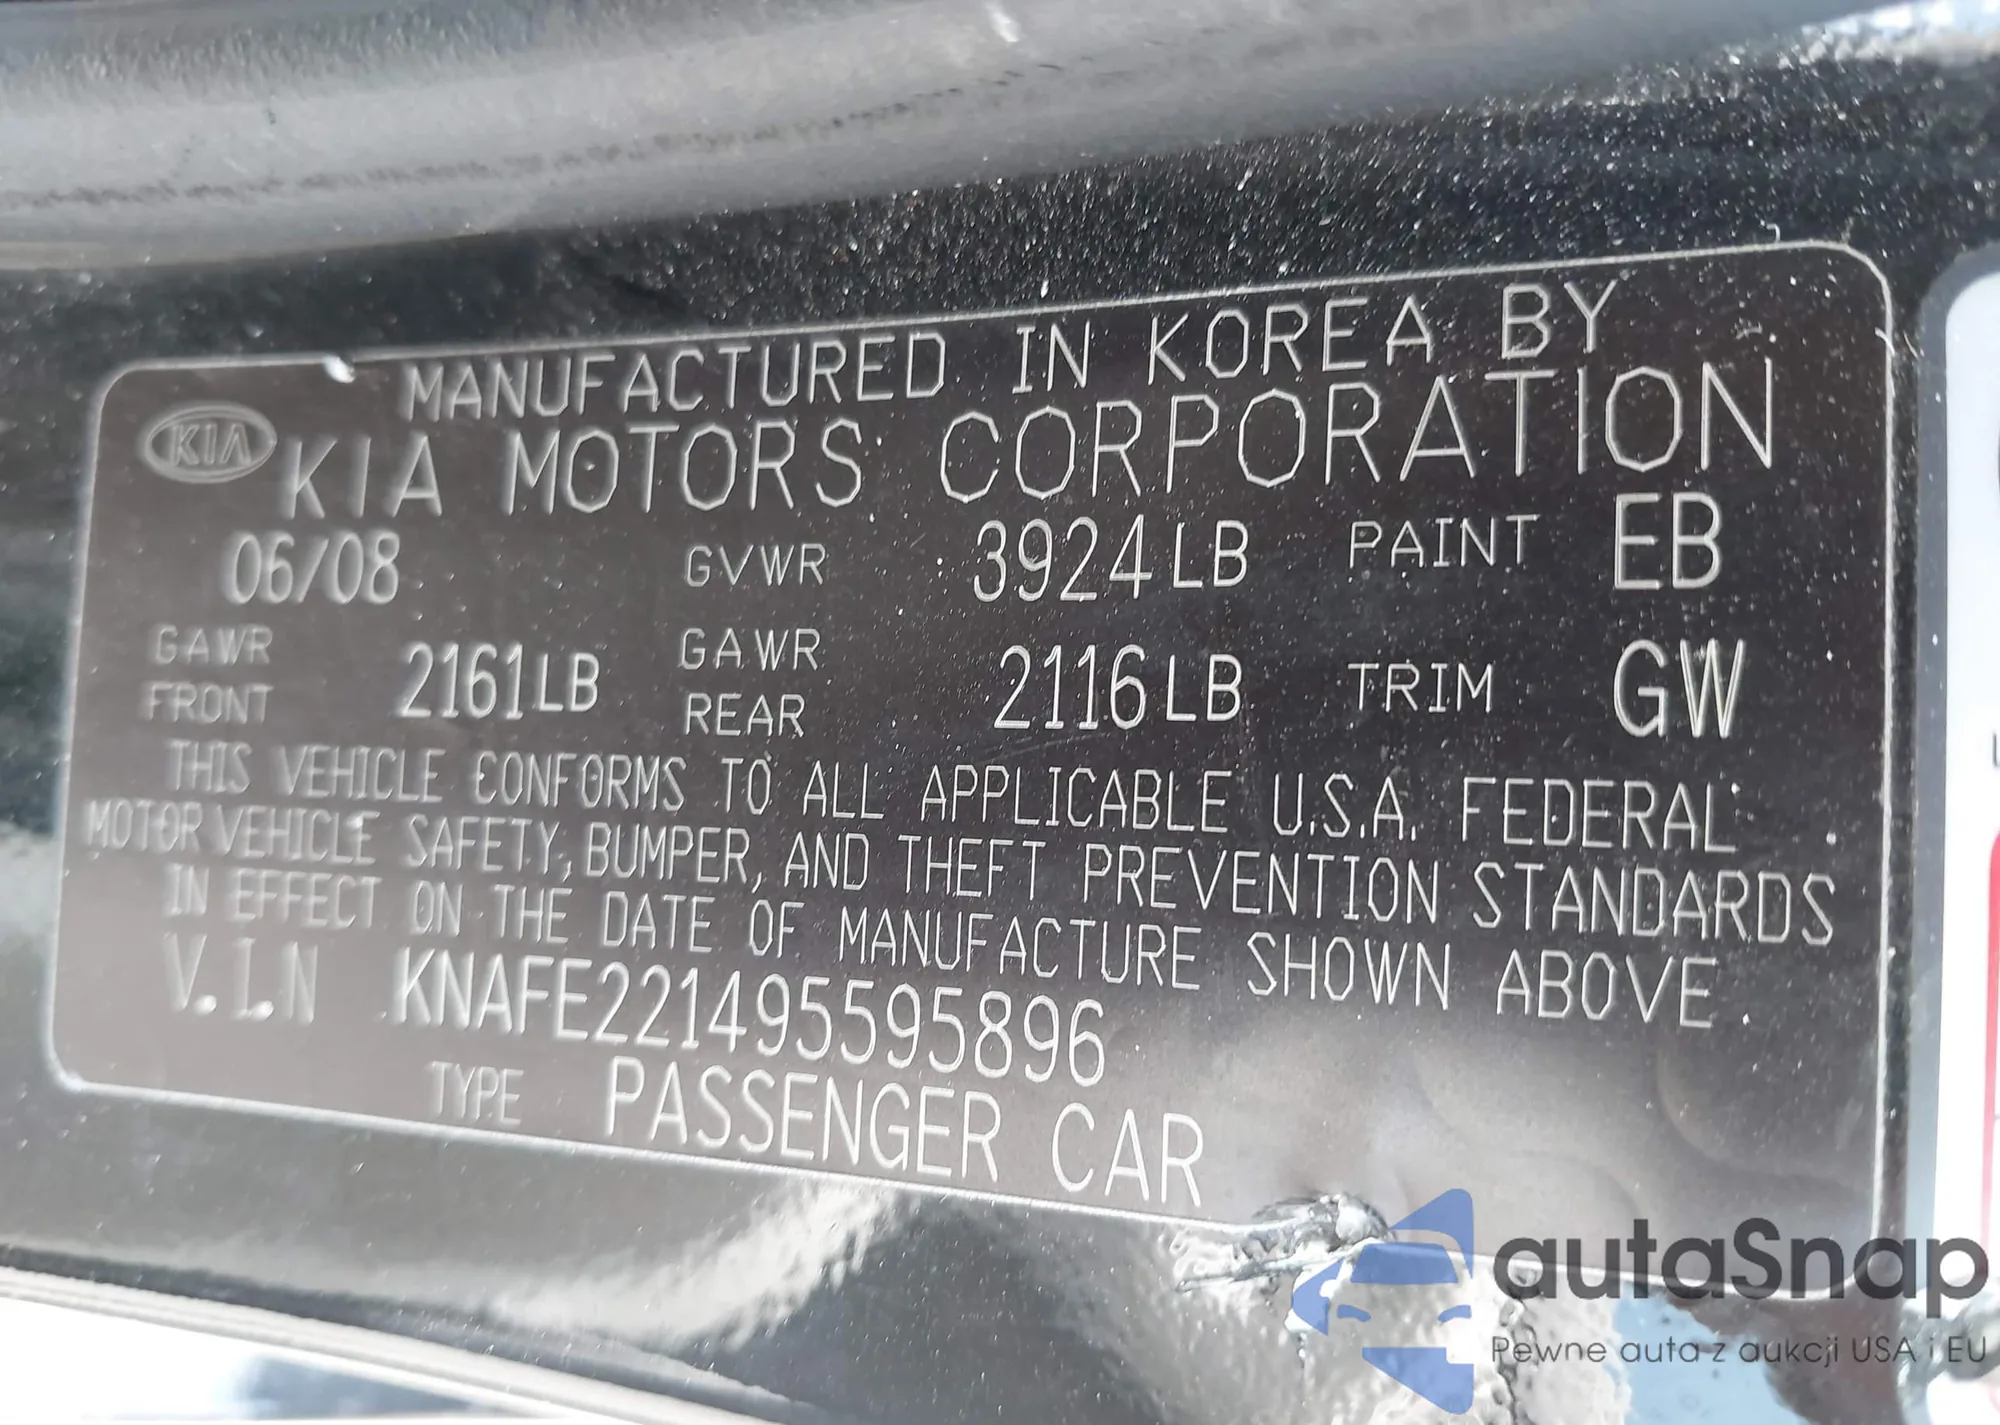 MANUFACTURED IN KOREA BY
KIA KIA MOTORS CORPORATION
06/08 GVWR : 3924LB PAINT EB
GAWR FRONT 2161LB GAWR REAR 2116LB TRIM GW
THIS VEHICLE CONFORMS TO ALL APPLICABLE U.S.A. FEDERAL
MOTOR VEHICLE SAFETY, BUMPER, AND THEFT PREVENTION STANDARDS
IN EFFECT ON THE DATE OF MANUFACTURE SHOWN ABOVE.
V.I.N KNAFE221495595896
TYPE PASSENGER CAR
autaSnap
Pewne auta z aukcji USA i EU